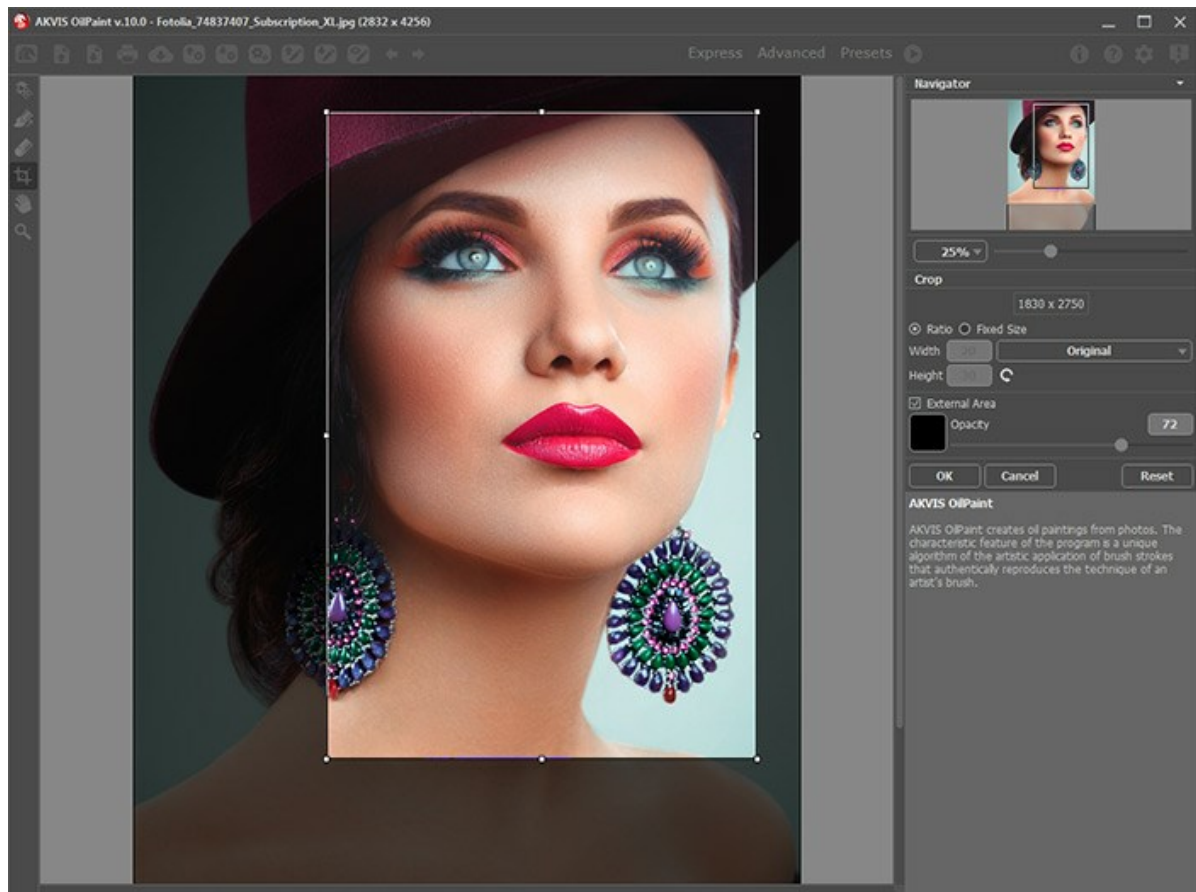 AKVIS OilPaint v.10.0 - Fotolia_74837407_Subscription_XL.jpg (2832 x 4256)
Express Advanced Presets
Navigator
25%
Crop
1830 x 2750
Ratio Fixed Size
Width 20 Original
Height 30
External Area
Opacity 72
OK Cancel Reset
AKVIS OilPaint
AKVIS OilPaint creates oil paintings from photos. The
characteristic feature of the program is a unique
algorithm of the artistic application of brush strokes
that authentically reproduces the technique of an
artist's brush.